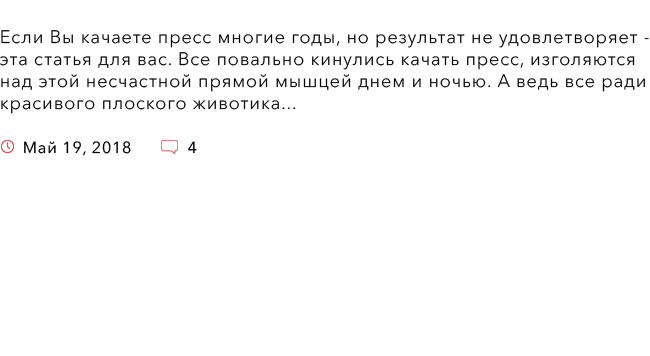 Если Вы качаете пресс многие годы, но результат не удовлетворяет -
эта статья для вас. Все повально кинулись качать пресс, изголяются
над этой несчастной прямой мышцей днем и ночью. А ведь все ради
красивого плоского животика...
Май 19, 2018 4